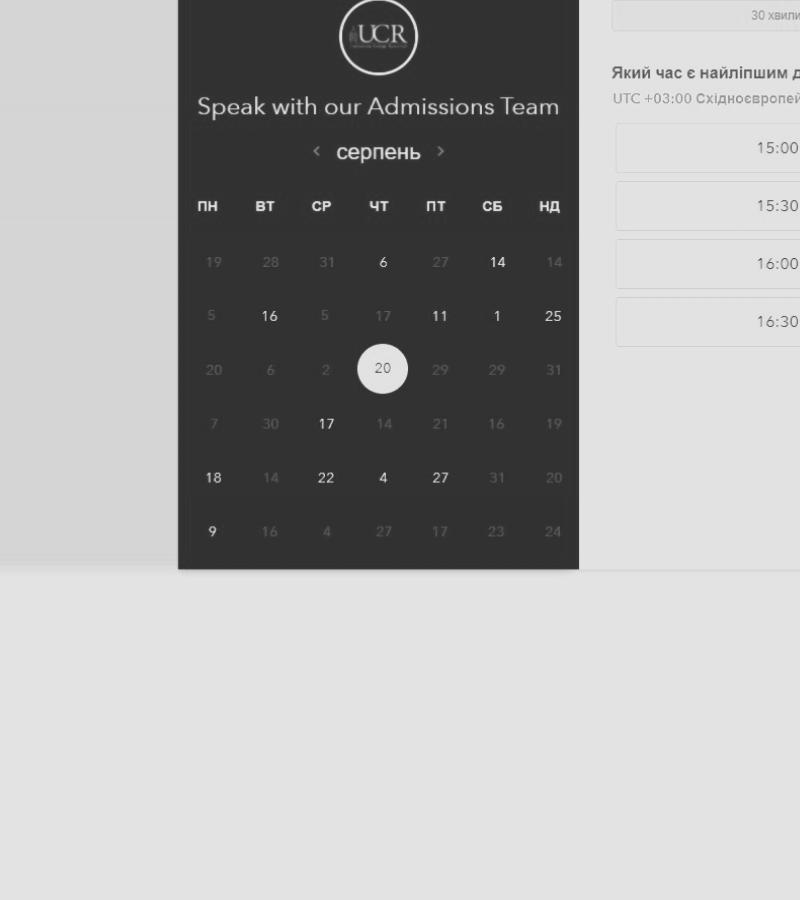 UCR
Speak with our Admissions Team
серпень
ПН ВТ СР ЧТ ПТ СБ НД
19 28 31 6 27 14 14
5 16 5 17 11 1 25
20 6 2 20 29 29 31
7 30 17 14 21 16 19
18 14 22 4 27 31 20
9 16 4 27 17 23 24
30 хвили
Який час є найліпшим д
UTC +03:00 Східноєвропей
15:00
15:30
16:00
16:30